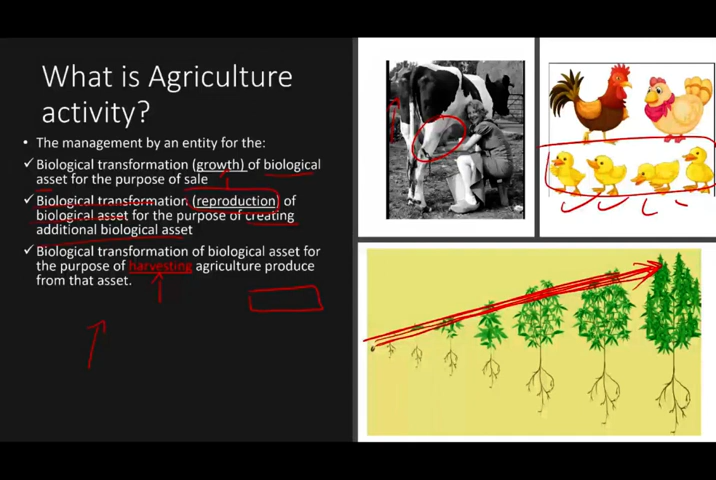 What is Agriculture
activity?
• The management by an entity for the:
✓ Biological transformation (growth) of biological
asset for the purpose of sale
✓ Biological transformation (reproduction) of
biological asset for the purpose of creating
additional biological asset
✓ Biological transformation of biological asset for
the purpose of harvesting agriculture produce
from that asset.